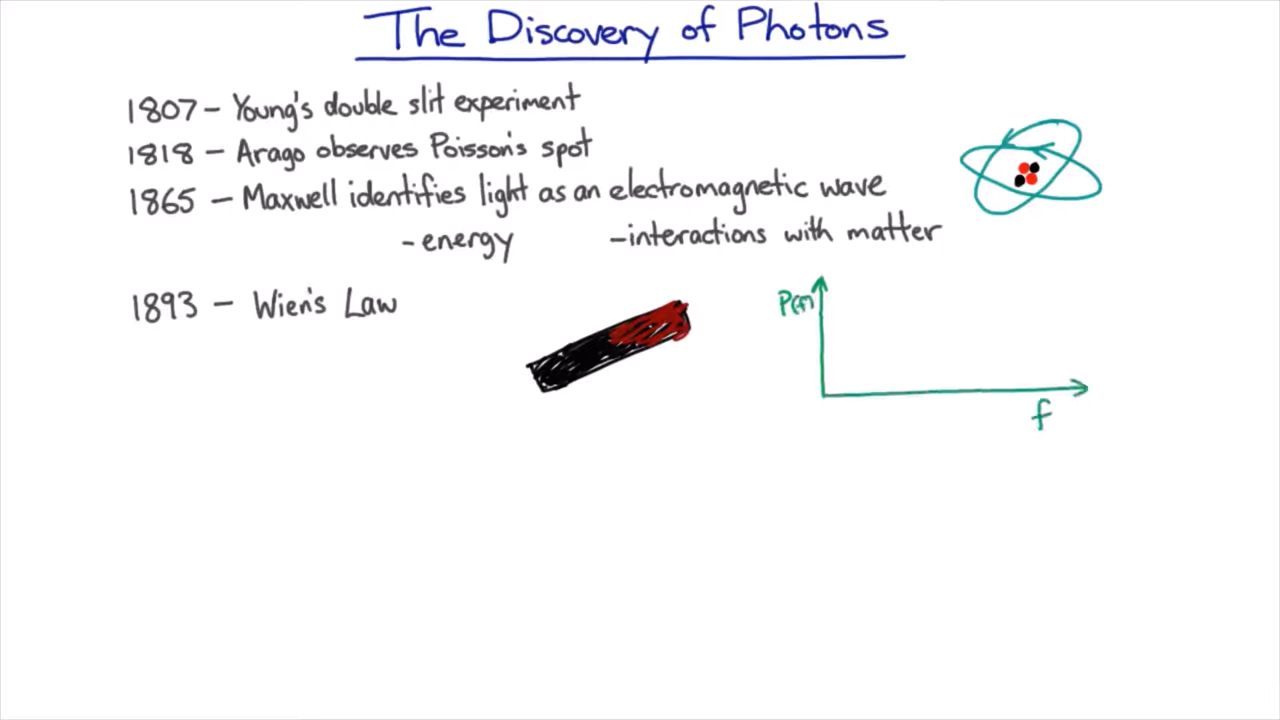 The Discovery of Photons
1807 – Young's double slit experiment
1818 – Arago observes Poisson's spot
1865 – Maxwell identifies light as an electromagnetic wave
- energy - interactions with matter
1893 – Wien's Law
P(f)
f